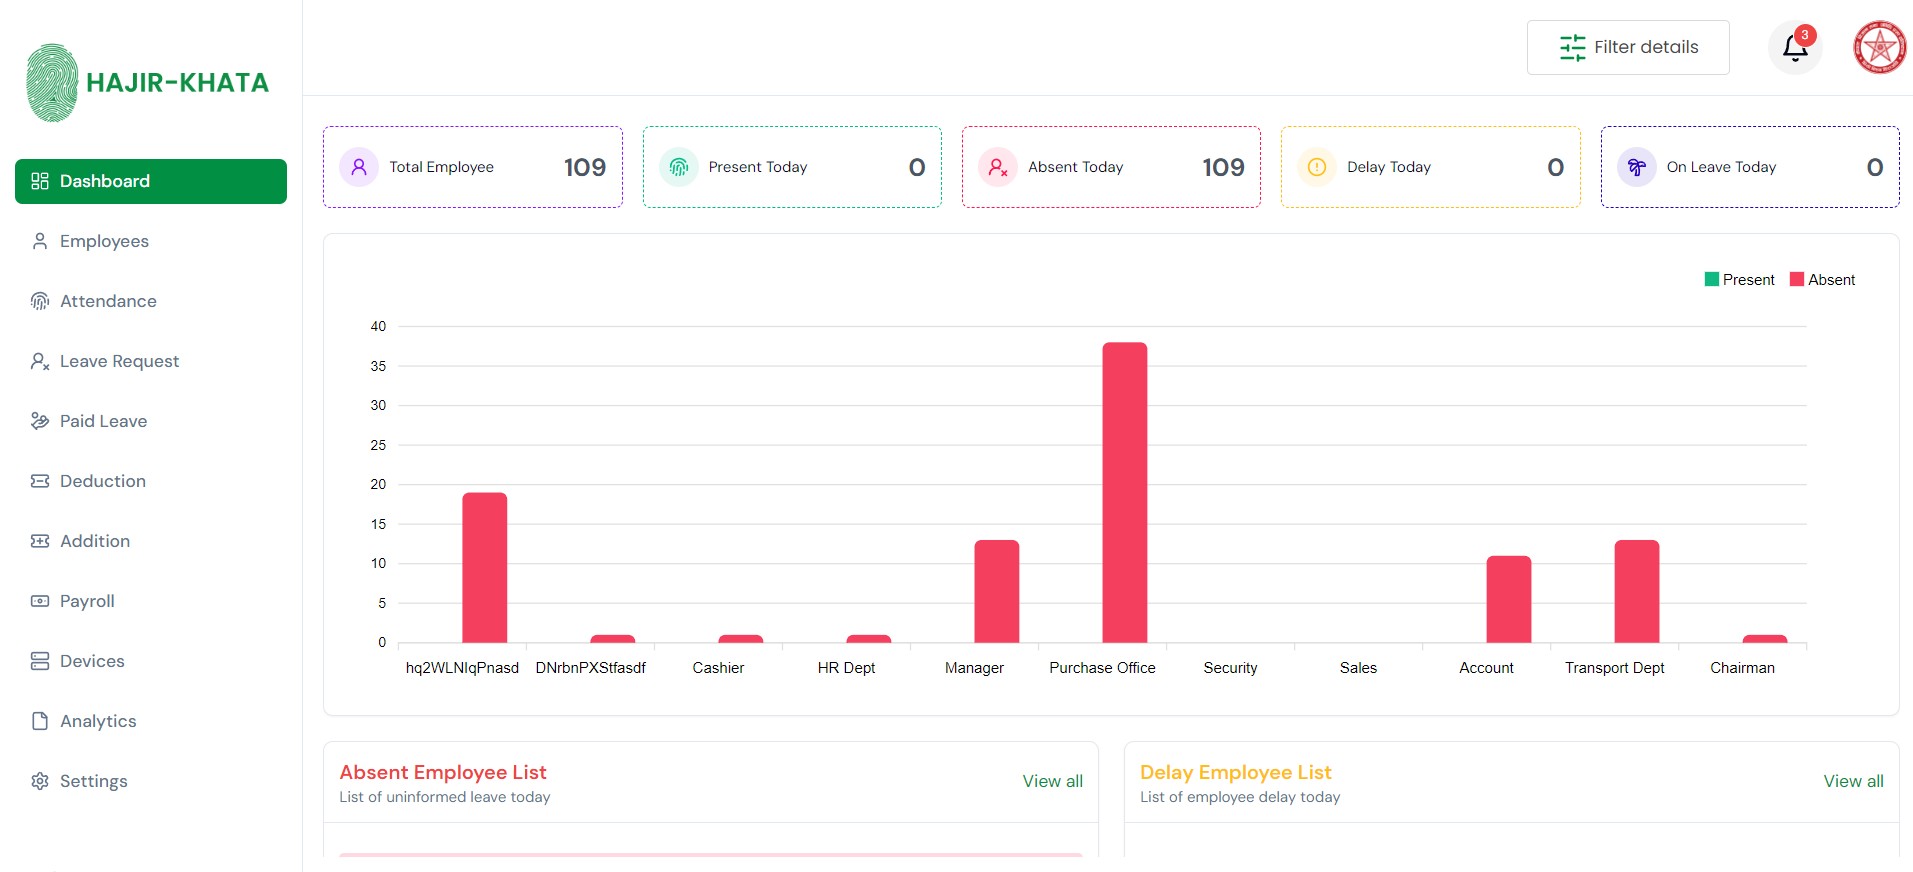 HAJIR-KHATA
Filter details
3
Dashboard
Employees
Attendance
Leave Request
Paid Leave
Deduction
Addition
Payroll
Devices
Analytics
Settings
Total Employee 109
Present Today 0
Absent Today 109
Delay Today 0
On Leave Today 0
Present Absent
40
35
30
25
20
15
10
5
0
hq2WLNIqPnasd DNrbnPXStfasdf Cashier HR Dept Manager Purchase Office Security Sales Account Transport Dept Chairman
Absent Employee List
List of uninformed leave today
View all
Delay Employee List
List of employee delay today
View all